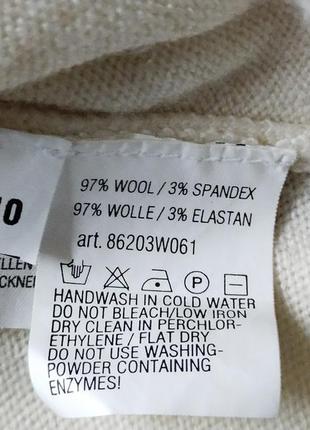 97% WOOL / 3% SPANDEX
97% WOLLE / 3% ELASTAN
art. 86203W061
P
HANDWASH IN COLD WATER
DO NOT BLEACH/LOW IRON
DRY CLEAN IN PERCHLOR-
ETHYLENE / FLAT DRY
DO NOT USE WASHING-
POWDER CONTAINING
ENZYMES!